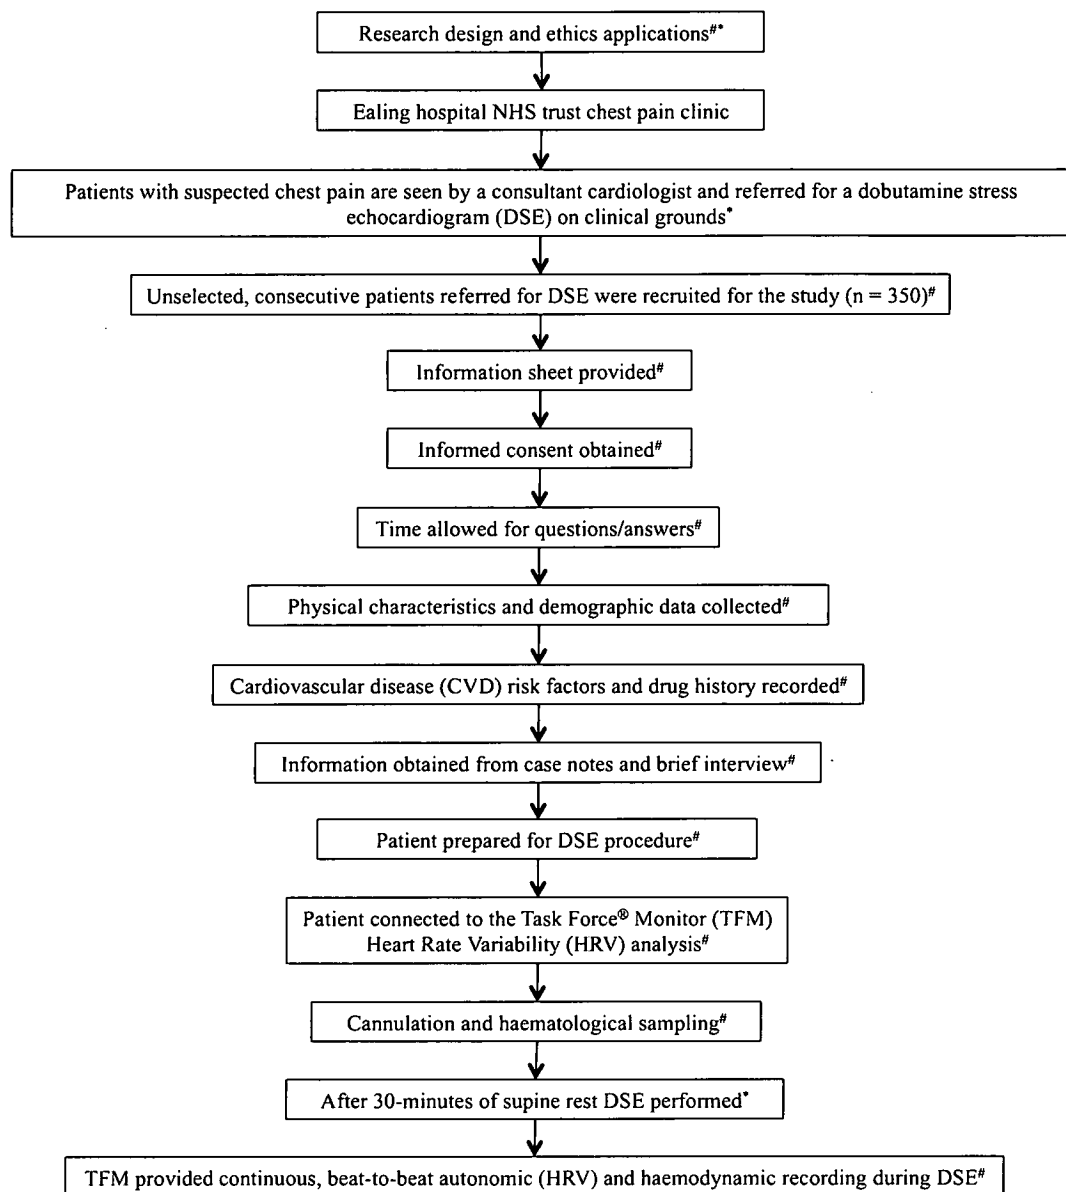 Research design and ethics applications#*
Ealing hospital NHS trust chest pain clinic
Patients with suspected chest pain are seen by a consultant cardiologist and referred for a dobutamine stress
echocardiogram (DSE) on clinical grounds*
Unselected, consecutive patients referred for DSE were recruited for the study (n = 350)#
Information sheet provided#
Informed consent obtained#
Time allowed for questions/answers#
Physical characteristics and demographic data collected#
Cardiovascular disease (CVD) risk factors and drug history recorded#
Information obtained from case notes and brief interview#
Patient prepared for DSE procedure#
Patient connected to the Task Force® Monitor (TFM)
Heart Rate Variability (HRV) analysis#
Cannulation and haematological sampling#
After 30-minutes of supine rest DSE performed*
TFM provided continuous, beat-to-beat autonomic (HRV) and haemodynamic recording during DSE#